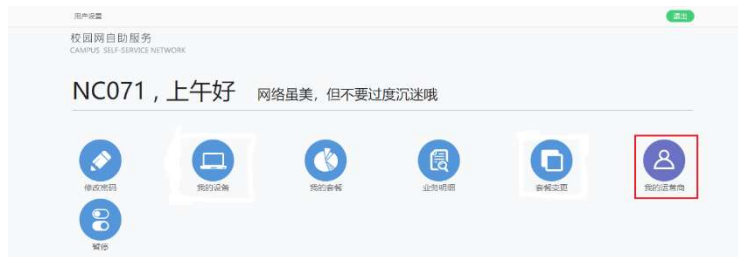 用户设置
退出
校园网自助服务
CAMPUS SELF-SERVICE NETWORK
NC071，上午好 网络虽美，但不要过度沉迷哦
修改密码 我的设备 我的套餐 业务明细 套餐变更 我的运营商
暂停